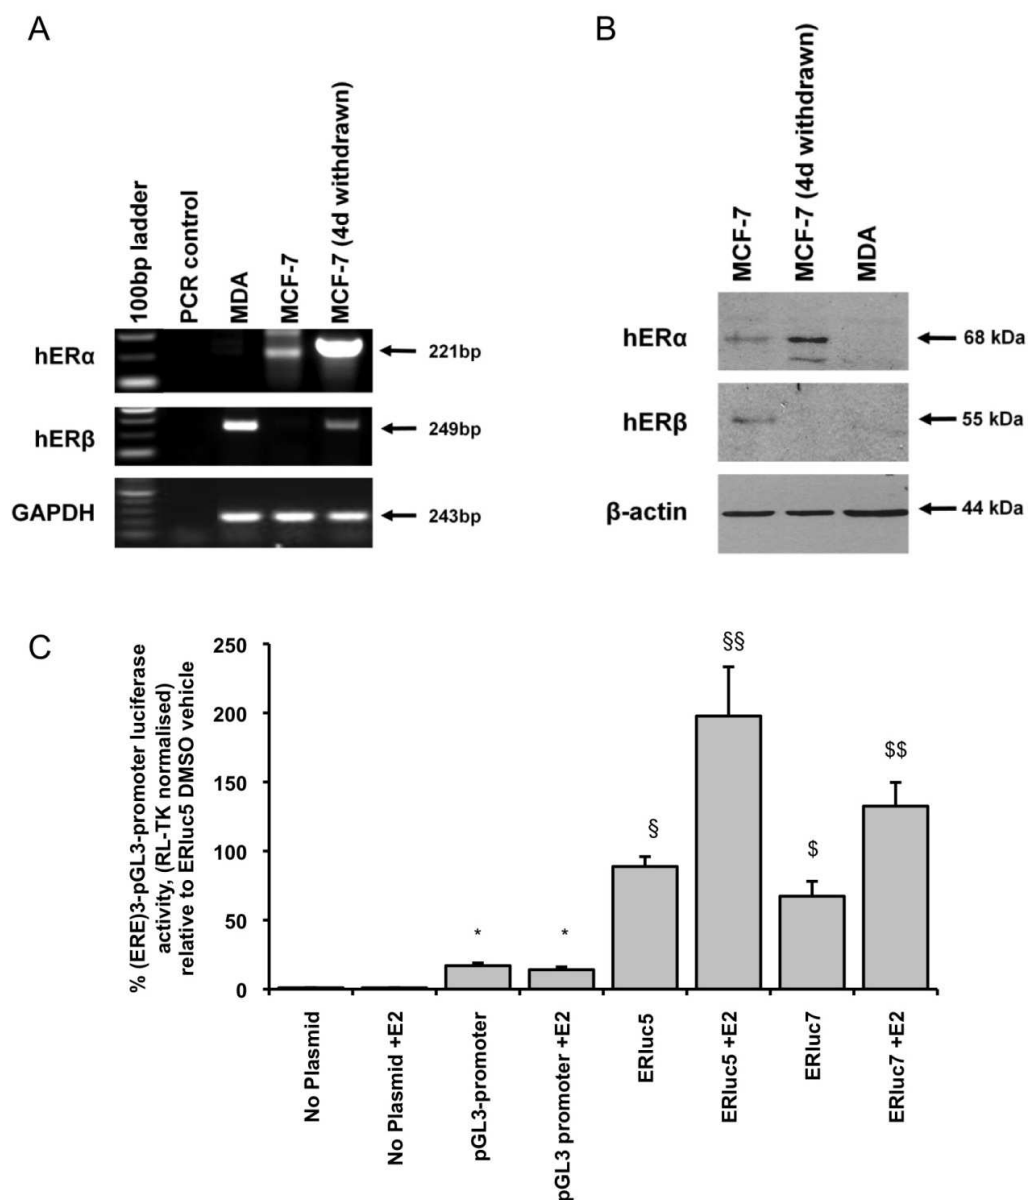 A
100bp ladder
PCR control
MDA
MCF-7
MCF-7 (4d withdrawn)
hERα
221bp
hERβ
249bp
GAPDH
243bp
B
MCF-7
MCF-7 (4d withdrawn)
MDA
hERα
68 kDa
hERβ
55 kDa
β-actin
44 kDa
C
% (ERE)3-pGL3-promoter luciferase
activity, (RL-TK normalised)
relative to ERluc5 DMSO vehicle
250
200
150
100
50
0
*
*
§
§§
$
$$
No Plasmid
No Plasmid +E2
pGL3-promoter
pGL3 promoter +E2
ERluc5
ERluc5 +E2
ERluc7
ERluc7 +E2